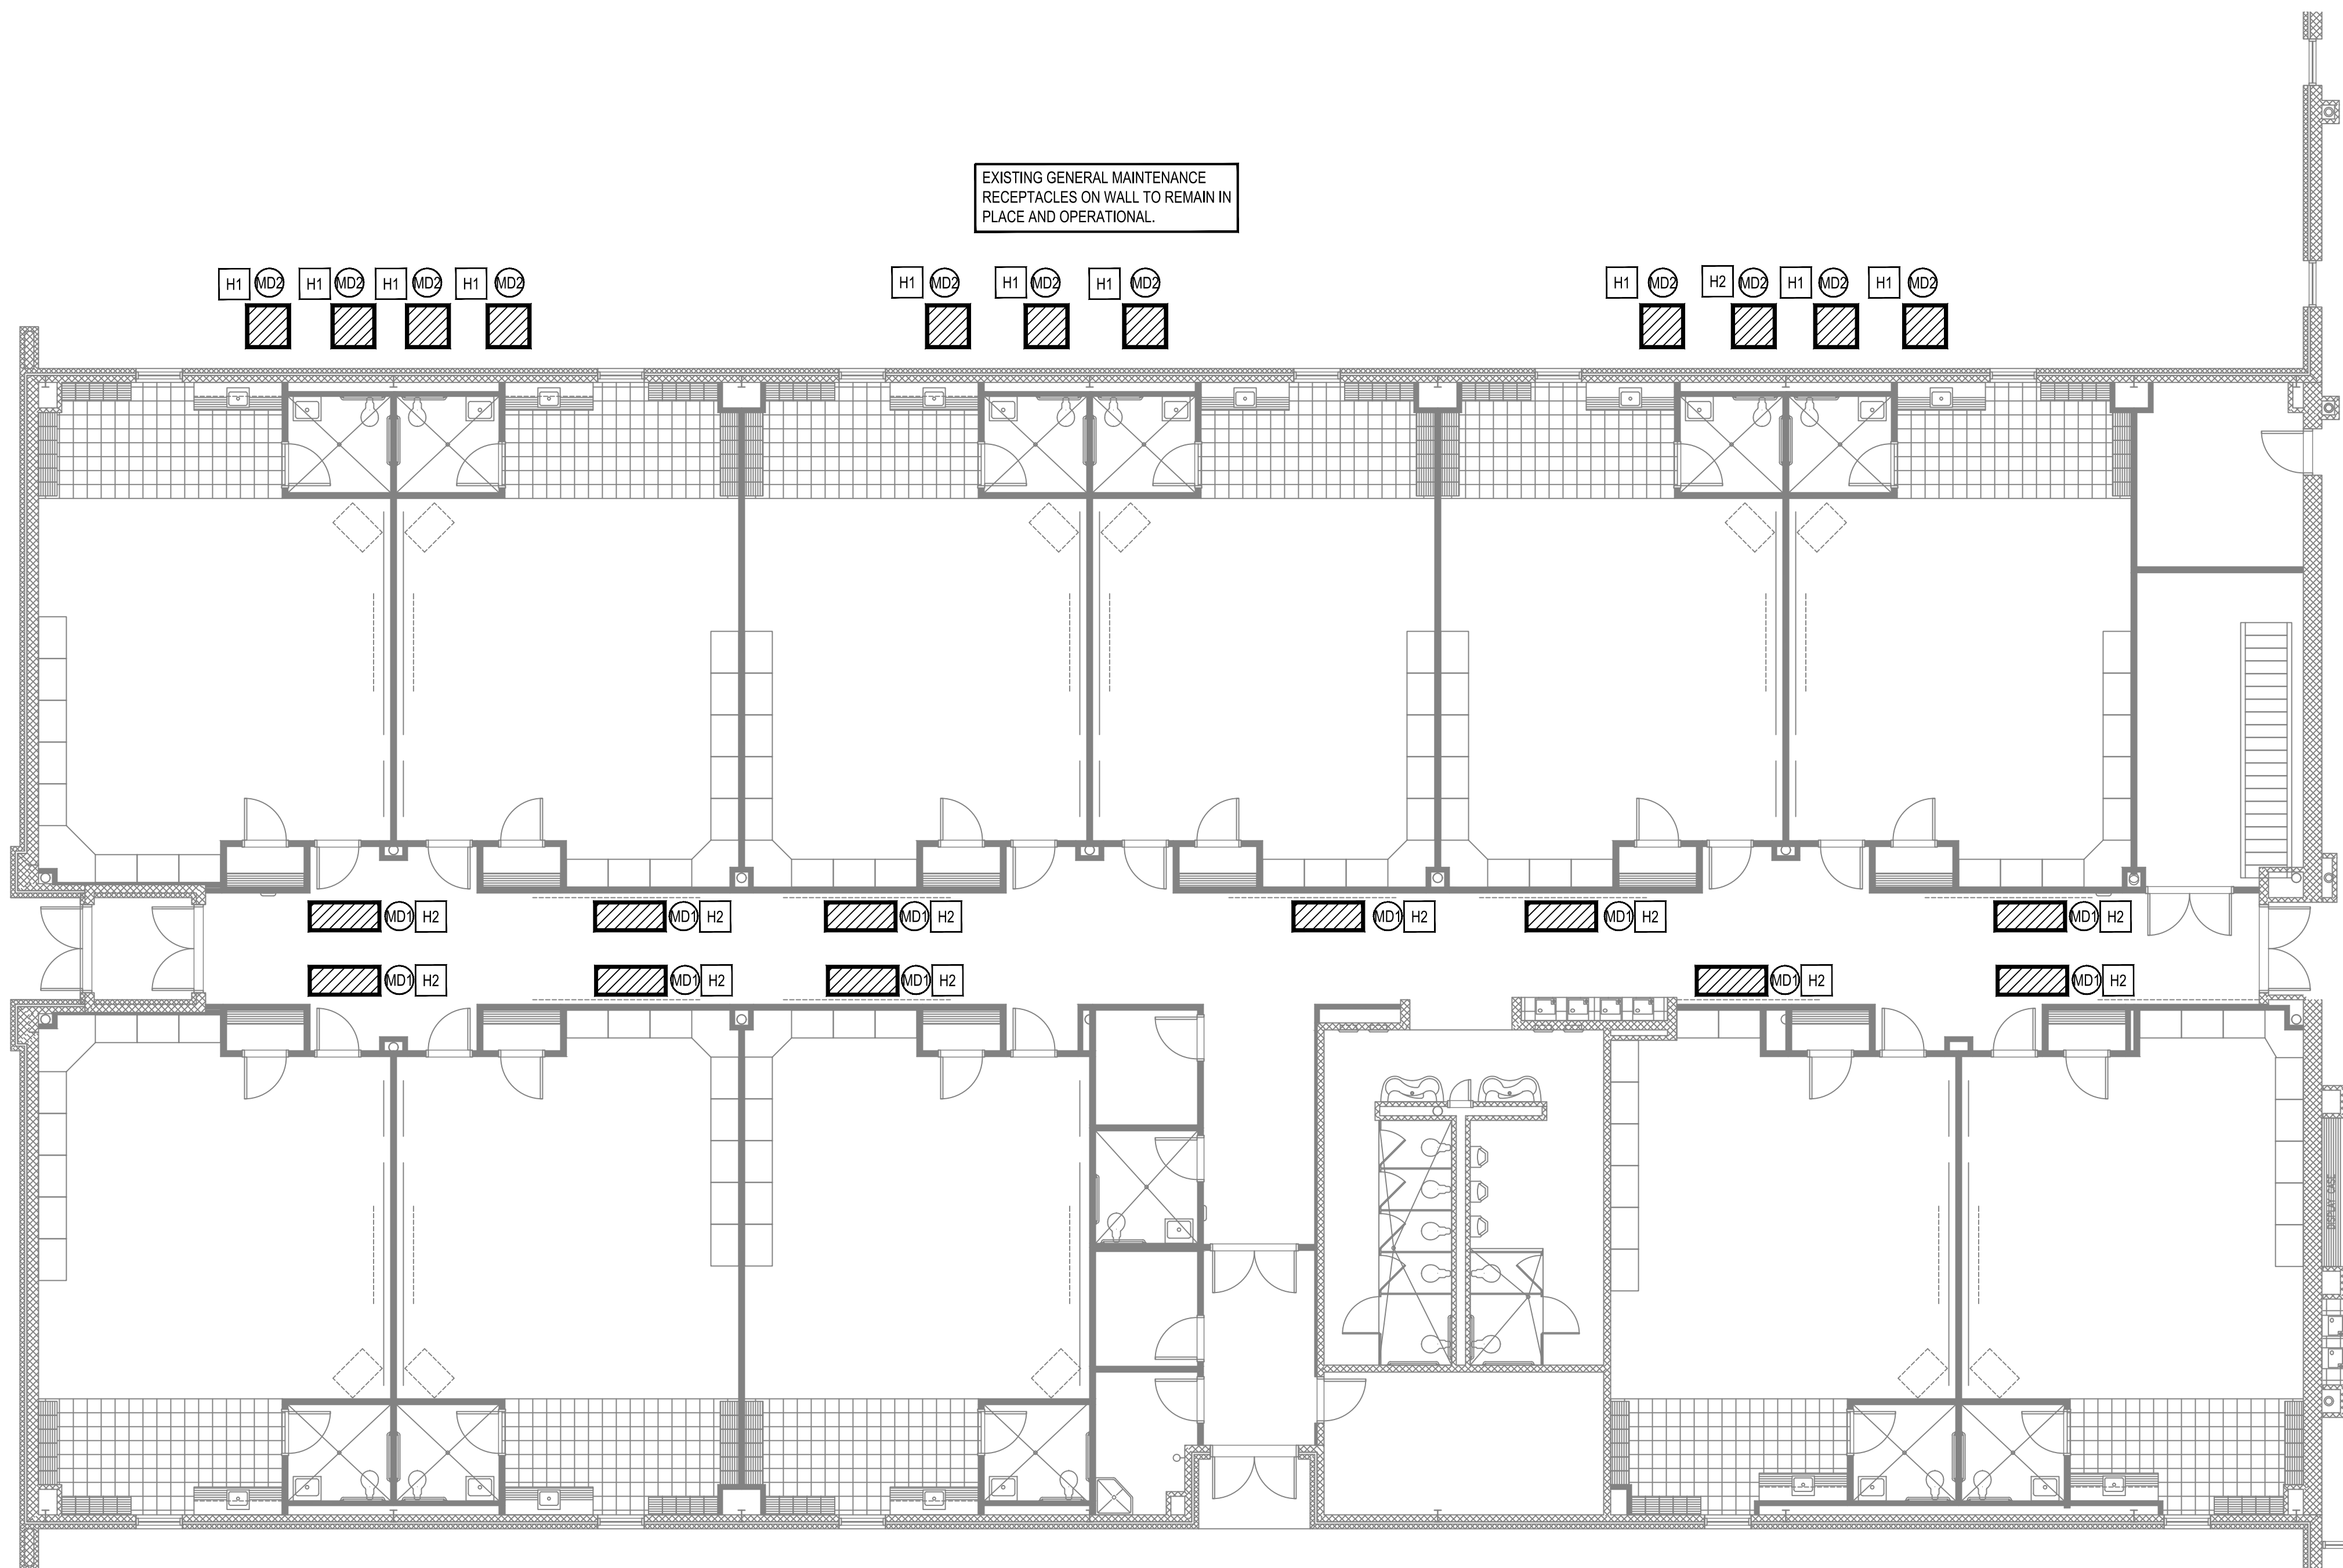 EXISTING GENERAL MAINTENANCE
RECEPTACLES ON WALL TO REMAIN IN
PLACE AND OPERATIONAL.
H1 MD2 H1 MD2 H1 MD2 H1 MD2 H1 MD2 H1 MD2 H1 MD2 H1 MD2 H2 MD2 H1 MD2 H1 MD2
MD1 H2 MD1 H2 MD1 H2 MD1 H2 MD1 H2 MD1 H2
MD1 H2 MD1 H2 MD1 H2 MD1 H2 MD1 H2
DISPLAY CASE